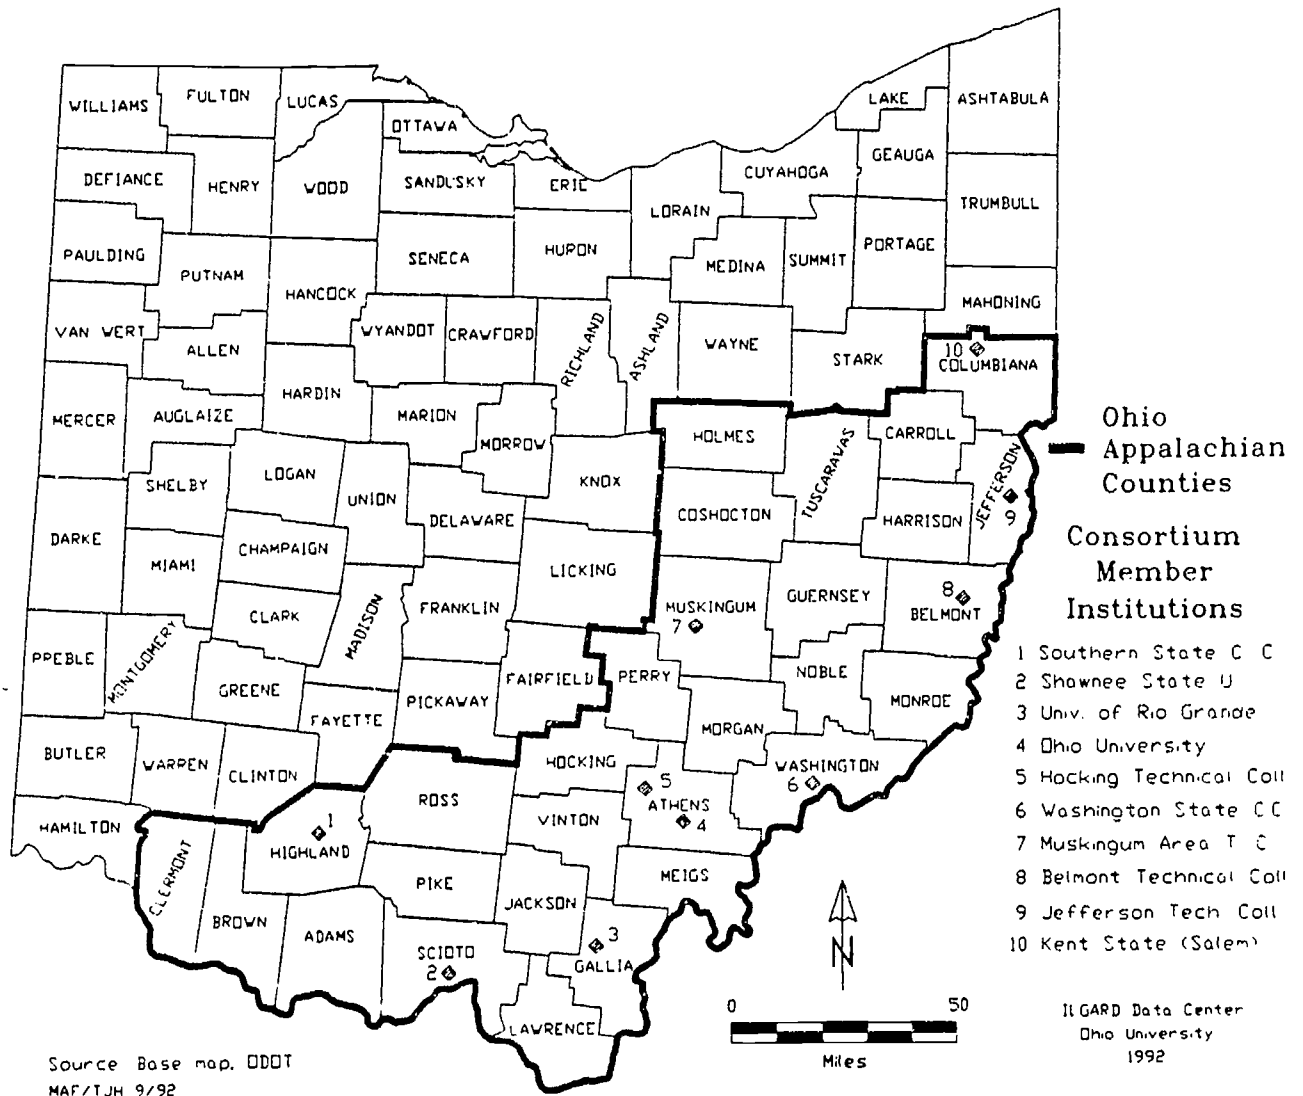 WILLIAMS
FULTON
LUCAS
OTTAWA
LAKE
ASHTABULA
DEFIANCE
HENRY
WOOD
SANDUSKY
ERIE
LORAIN
CUYAHOGA
GEAUGA
TRUMBULL
PAULDING
PUTNAM
HANCOCK
SENECA
HURON
MEDINA
SUMMIT
PORTAGE
MAHONING
VAN WERT
ALLEN
WYANDOT
CRAWFORD
RICHLAND
ASHLAND
WAYNE
STARK
10
COLUMBIANA
MERCER
AUGLAIZE
HARDIN
MARION
MORROW
KNOX
HOLMES
TUSCARAWAS
CARROLL
JEFFERSON
9
SHELBY
LOGAN
UNION
DELAWARE
COSHOCTON
HARRISON
DARKE
MIAMI
CHAMPAIGN
LICKING
CLARK
MADISON
FRANKLIN
MUSKINGUM
7
GUERNSEY
8
BELMONT
PREBLE
MONTGOMERY
GREENE
FAYETTE
PICKAWAY
FAIRFIELD
PERRY
NOBLE
MONROE
MORGAN
BUTLER
WARREN
CLINTON
ROSS
HOCKING
5
ATHENS
4
WASHINGTON
6
HAMILTON
CLERMONT
1
HIGHLAND
VINTON
MEIGS
PIKE
JACKSON
BROWN
ADAMS
SCIOTO
2
3
GALLIA
LAWRENCE
Ohio
Appalachian
Counties
Consortium
Member
Institutions
1 Southern State C C
2 Shawnee State U
3 Univ. of Rio Grande
4 Ohio University
5 Hocking Technical Coll
6 Washington State CC
7 Muskingum Area T C
8 Belmont Technical Coll
9 Jefferson Tech Coll
10 Kent State (Salem)
N
0 50
Miles
ILGARD Data Center
Ohio University
1992
Source Base map, ODOT
MAF/TJH 9/92